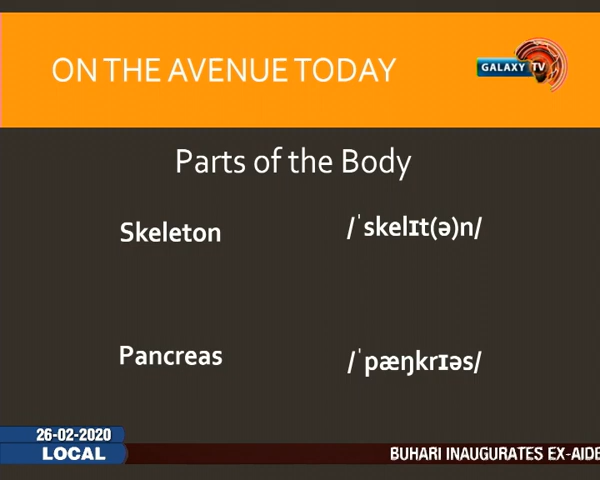 ON THE AVENUE TODAY
GALAXY TV
Parts of the Body
Skeleton /ˈskelɪt(ə)n/
Pancreas /ˈpæŋkrɪəs/
26-02-2020
LOCAL
BUHARI INAUGURATES EX-AIDE